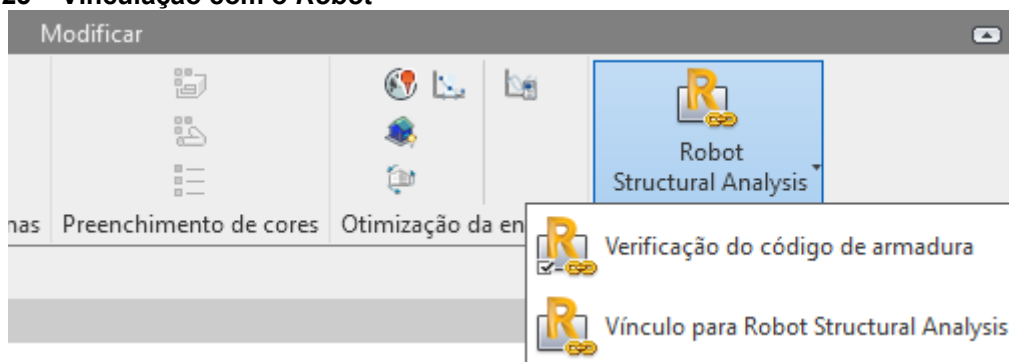 Vinculação com o Robot
Modificar
Robot
Structural Analysis
Preenchimento de cores
Otimização da en
Verificação do código de armadura
Vínculo para Robot Structural Analysis